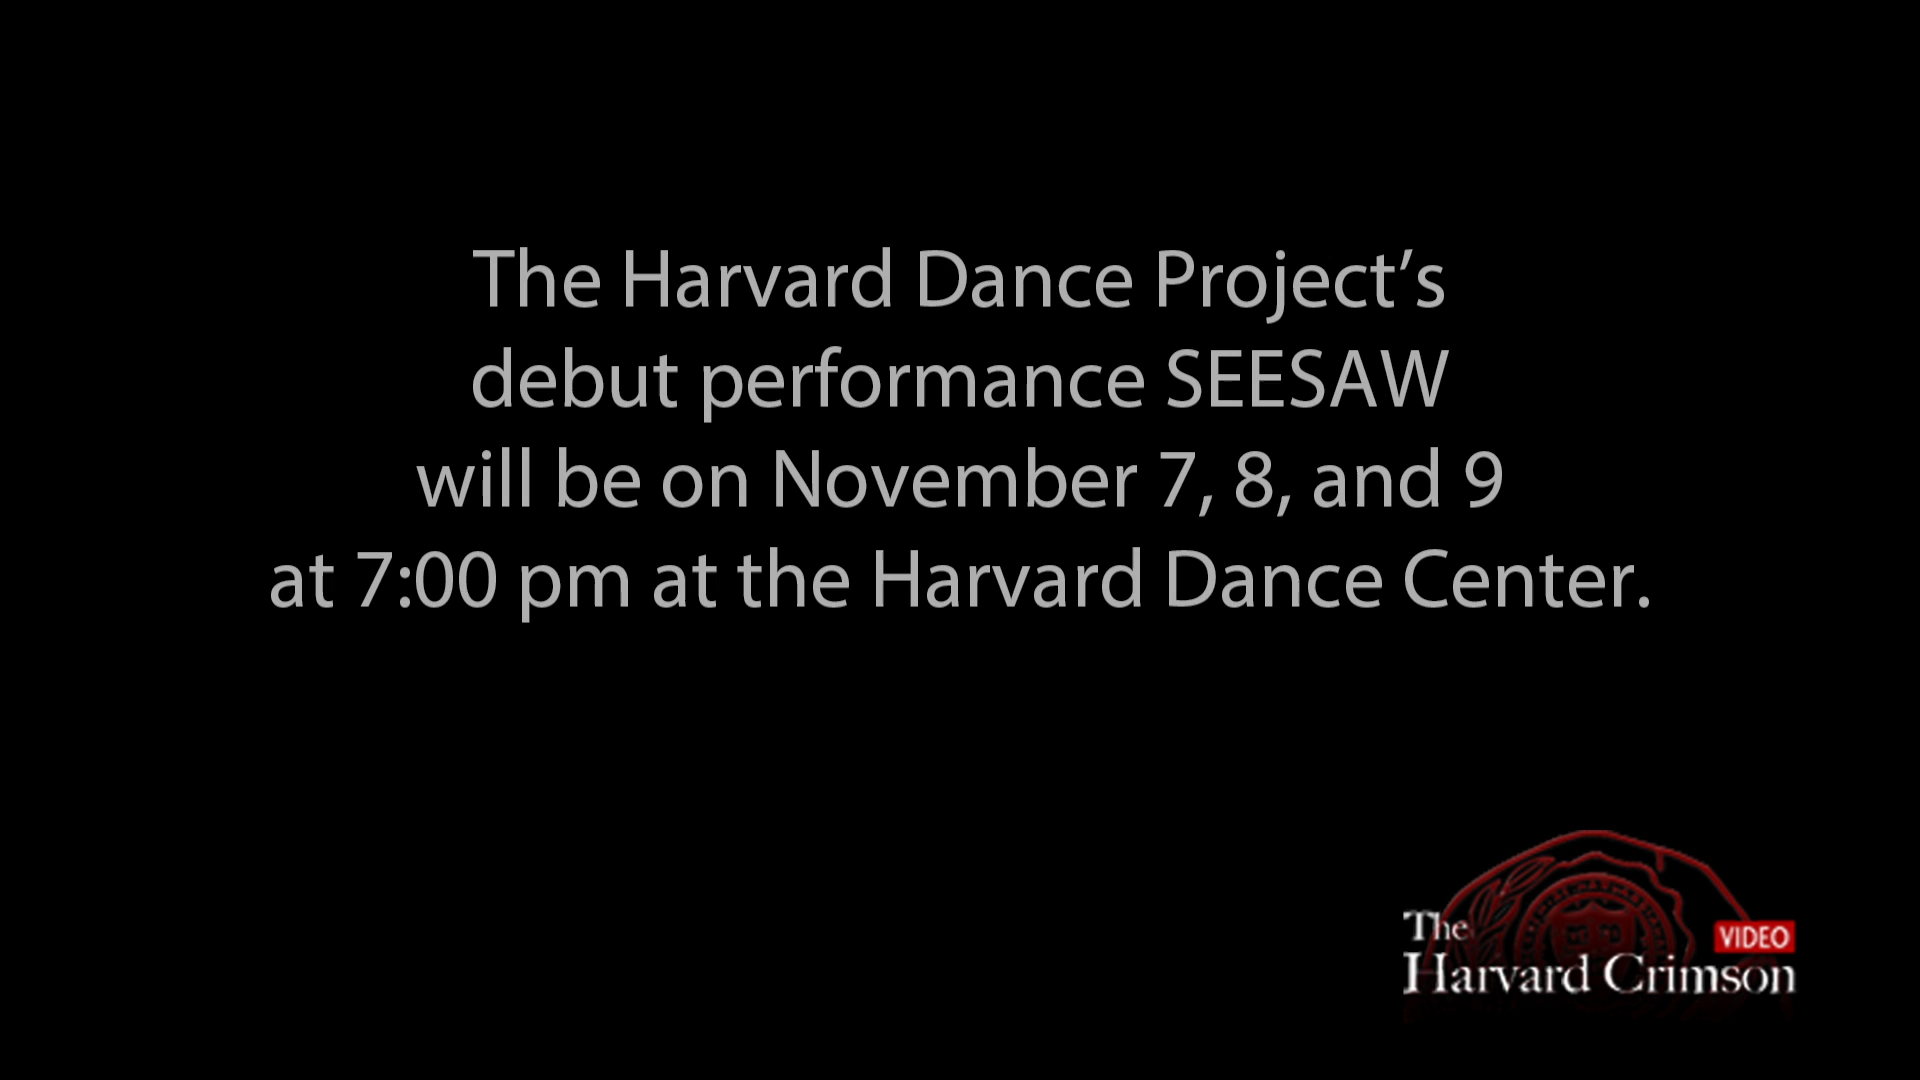 The Harvard Dance Project’s
debut performance SEESAW
will be on November 7, 8, and 9
at 7:00 pm at the Harvard Dance Center.
The
VIDEO
Harvard Crimson